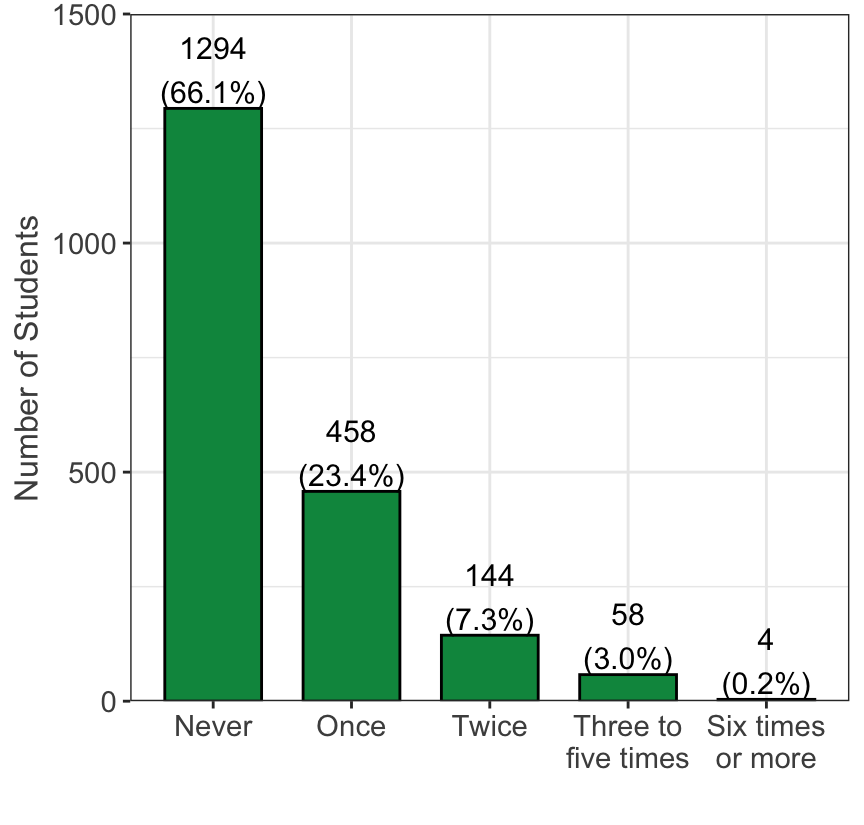 Number of Students
1500
1000
500
0
1294
(66.1%)
458
(23.4%)
144
(7.3%)
58
(3.0%)
4
(0.2%)
Never
Once
Twice
Three to
five times
Six times
or more